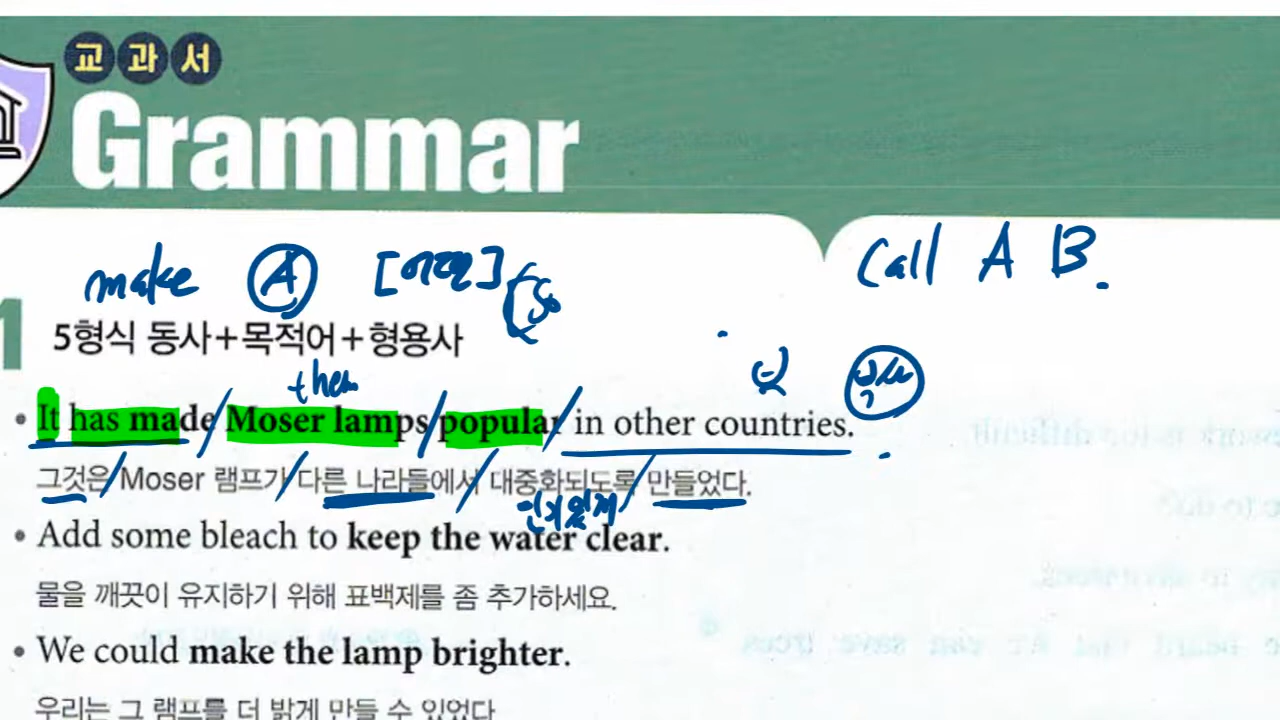 교과서
Grammar
make A [어떤]
Call A B.
1
5형식 동사+목적어+형용사
them
• It has made / Moser lamps / popular / in other countries.
그것은 / Moser 램프가 / 다른 나라들에서 / 대중화되도록 / 만들었다.
인기있게
• Add some bleach to keep the water clear.
물을 깨끗이 유지하기 위해 표백제를 좀 추가하세요.
• We could make the lamp brighter.
우리는 그 램프를 더 밝게 만들 수 있었다